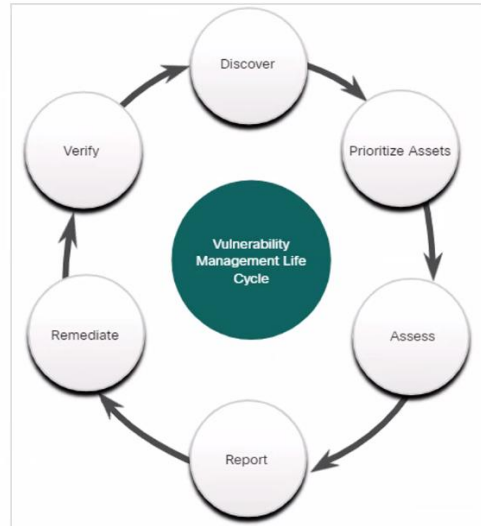 Discover
Prioritize Assets
Assess
Report
Remediate
Verify
Vulnerability
Management Life
Cycle